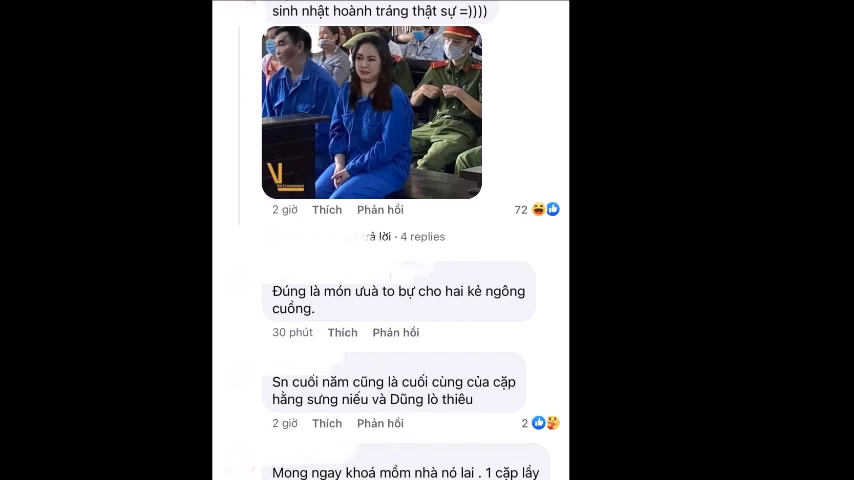 sinh nhật hoành tráng thật sự =))))
2 giờ Thích Phản hồi 72
trả lời · 4 replies
Đúng là món ưuà to bự cho hai kẻ ngông
cuồng.
30 phút Thích Phản hồi
Sn cuối năm cũng là cuối cùng của cặp
hằng sưng niếu và Dũng lò thiêu
2 giờ Thích Phản hồi 2
Mong ngay khoá mồm nhà nó lai . 1 cặp lầy